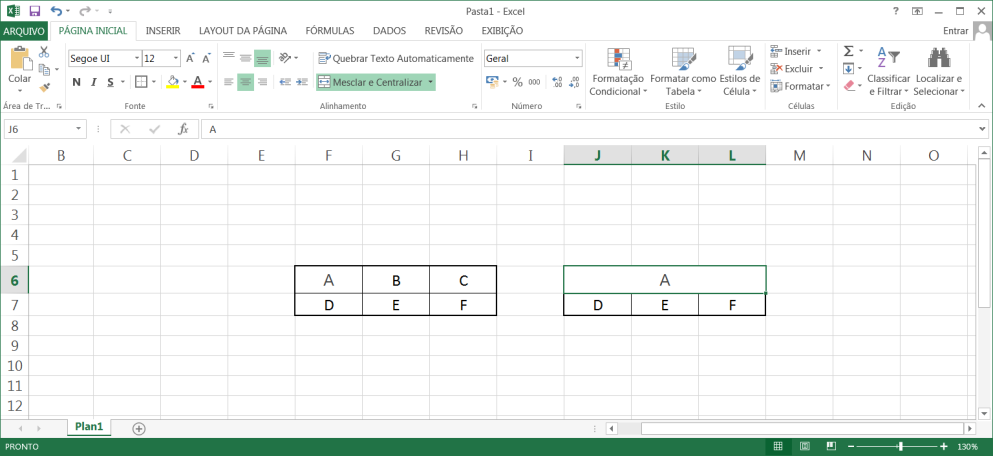 Pasta1 - Excel
?
ARQUIVO PÁGINA INICIAL INSERIR LAYOUT DA PÁGINA FÓRMULAS DADOS REVISÃO EXIBIÇÃO Entrar
Colar
Área de Tr...
Segoe UI 12 A A
N I S A
Fonte
Quebrar Texto Automaticamente
Mesclar e Centralizar
Alinhamento
Geral
% 000
Número
Formatação Condicional
Formatar como Tabela
Estilos de Célula
Estilo
Inserir
Excluir
Formatar
Células
Σ
Classificar e Filtrar
Localizar e Selecionar
Edição
J6 fx A
B C D E F G H I J K L M N O
1
2
3
4
5
6 A B C A
7 D E F D E F
8
9
10
11
12
Plan1
PRONTO 130%